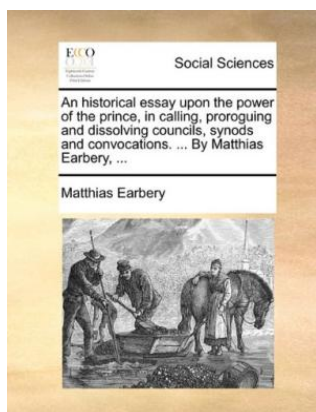 ECCO
Social Sciences
An historical essay upon the power
of the prince, in calling, proroguing
and dissolving councils, synods
and convocations. ... By Matthias
Earbery, ...
Matthias Earbery